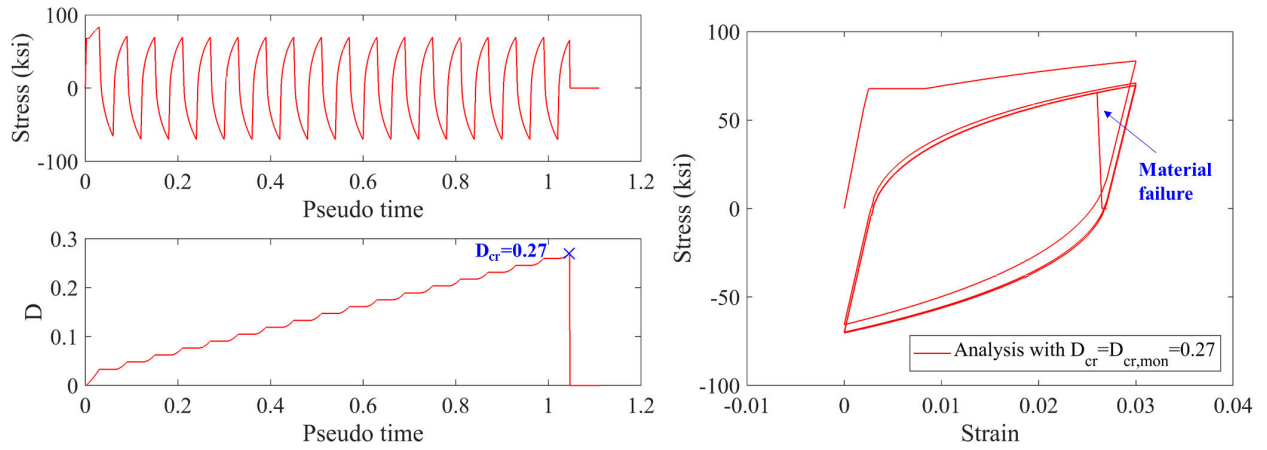 100
0
-100
Stress (ksi)
0 0.2 0.4 0.6 0.8 1 1.2
Pseudo time
0.3
0.2
0.1
0
D
Dcr=0.27
0 0.2 0.4 0.6 0.8 1 1.2
Pseudo time
100
50
0
-50
-100
Stress (ksi)
Material
failure
Analysis with Dcr=Dcr,mon=0.27
-0.01 0 0.01 0.02 0.03 0.04
Strain